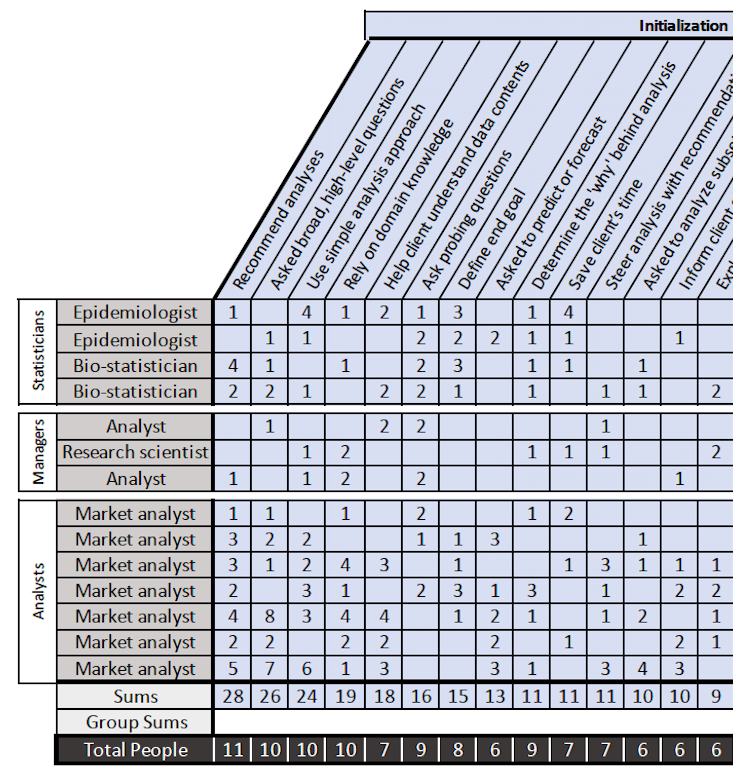 Initialization
Recommend analyses
Asked broad, high-level questions
Use simple analysis approach
Rely on domain knowledge
Help client understand data contents
Ask probing questions
Define end goal
Asked to predict or forecast
Determine the 'why' behind analysis
Save client's time
Steer analysis with
Asked to analyze
Inform client
Statisticians
Epidemiologist 1 4 1 2 1 3 1 4
Epidemiologist 1 1 2 2 2 1 1 1
Bio-statistician 4 1 1 2 3 1 1 1
Bio-statistician 2 2 1 2 2 1 1 1 1 2
Managers
Analyst 1 2 2 1
Research scientist 1 2 1 1 1 2
Analyst 1 1 2 2 1
Analysts
Market analyst 1 1 1 2 1 2
Market analyst 3 2 2 1 1 3 1
Market analyst 3 1 2 4 3 1 1 3 1 1 1
Market analyst 2 3 1 2 3 1 3 1 2 2
Market analyst 4 8 3 4 4 1 2 1 1 2 1
Market analyst 2 2 2 2 2 1 2 1
Market analyst 5 7 6 1 3 3 1 3 4 3
Sums 28 26 24 19 18 16 15 13 11 11 11 10 10 9
Group Sums
Total People 11 10 10 10 7 9 8 6 9 7 7 6 6 6